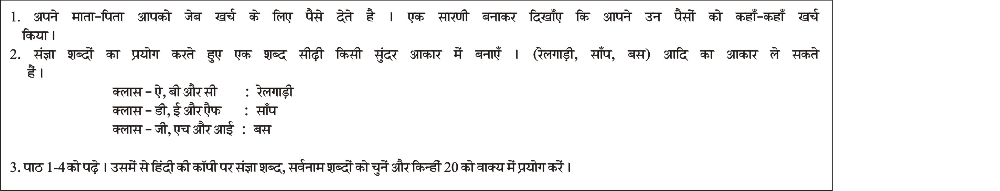 1. अपने माता-पिता आपको जेब खर्च के लिए पैसे देते है । एक सारणी बनाकर दिखाँए कि आपने उन पैसों को कहाँ-कहाँ खर्च
किया।
2. संज्ञा शब्दों का प्रयोग करते हुए एक शब्द सीढ़ी किसी सुंदर आकार में बनाएँ । (रेलगाड़ी, साँप, बस) आदि का आकार ले सकते
हैं।
क्लास – ऐ, बी और सी : रेलगाड़ी
क्लास – डी, ई और एैफ : साँप
क्लास – जी, एच और आई : बस
3. पाठ 1-4 को पढ़े। उसमें से हिंदी की कॉपी पर संज्ञा शब्द, सर्वनाम शब्दों को चुनें और किन्हीं 20 को वाक्य में प्रयोग करें।